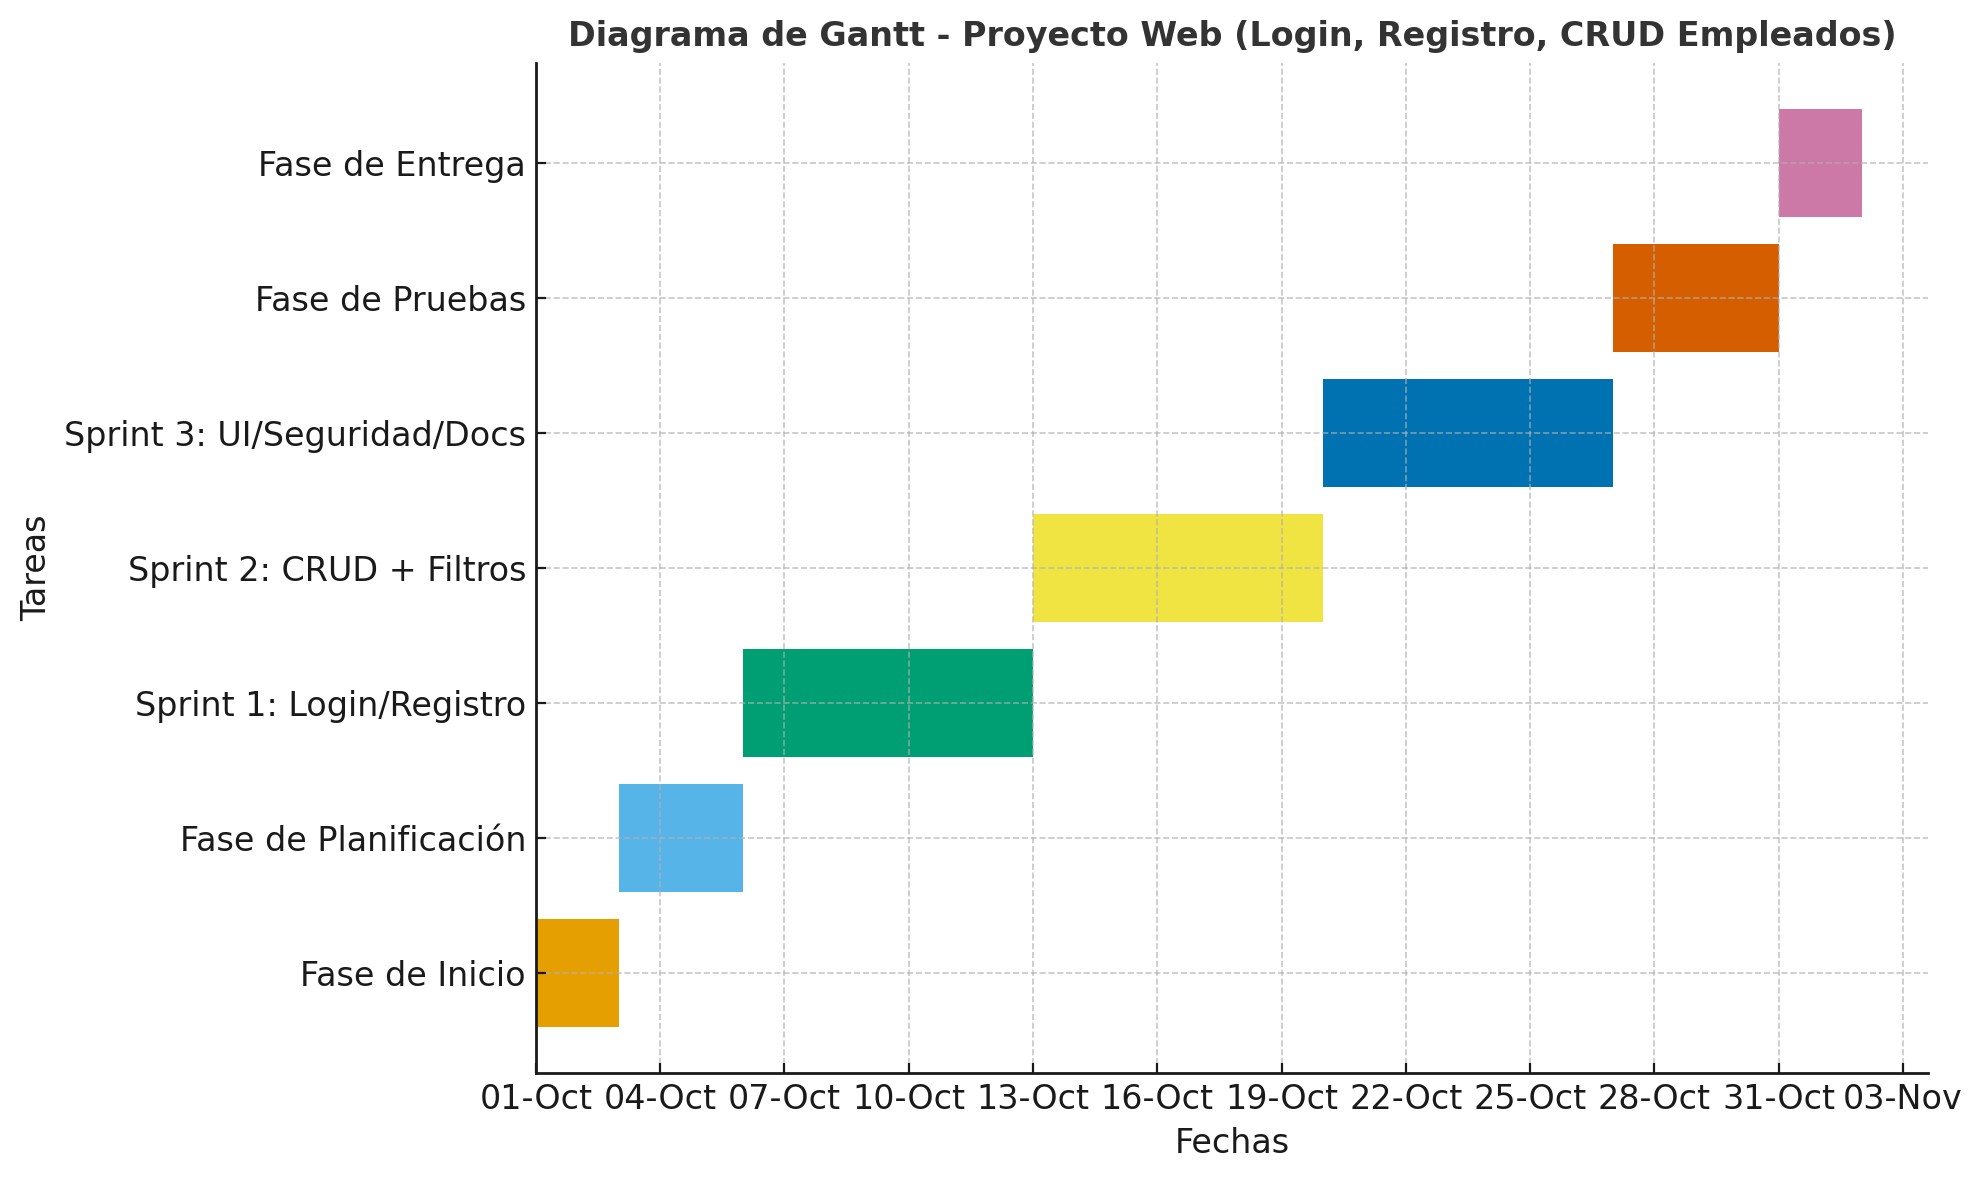 Diagrama de Gantt - Proyecto Web (Login, Registro, CRUD Empleados)
Tareas
Fase de Entrega
Fase de Pruebas
Sprint 3: UI/Seguridad/Docs
Sprint 2: CRUD + Filtros
Sprint 1: Login/Registro
Fase de Planificación
Fase de Inicio
01-Oct 04-Oct 07-Oct 10-Oct 13-Oct 16-Oct 19-Oct 22-Oct 25-Oct 28-Oct 31-Oct 03-Nov
Fechas